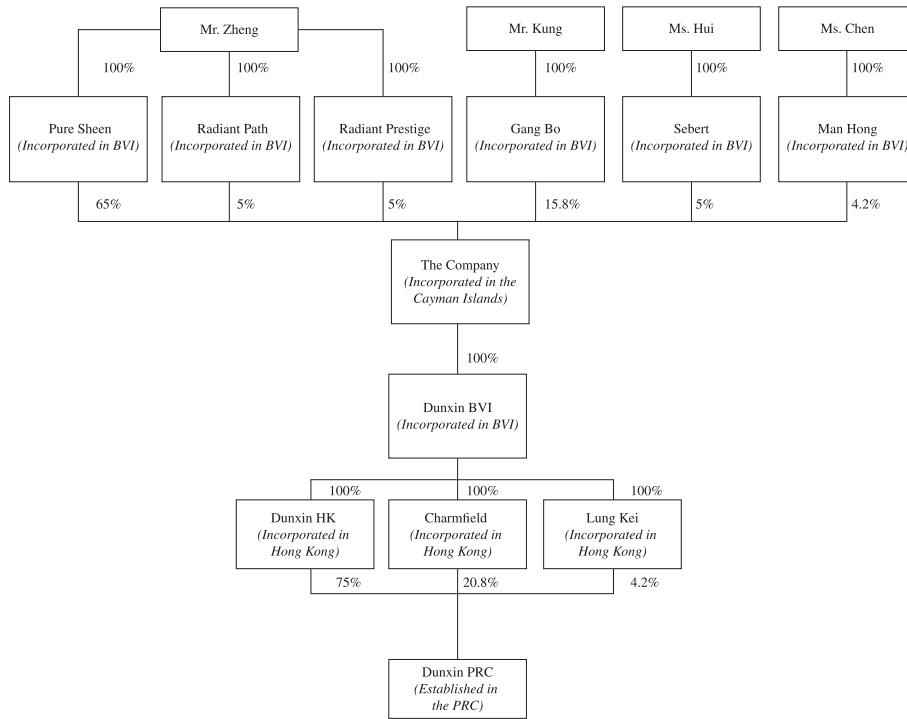 Mr. Zheng
Mr. Kung
Ms. Hui
Ms. Chen
100%
100%
100%
100%
100%
100%
Pure Sheen
(Incorporated in BVI)
Radiant Path
(Incorporated in BVI)
Radiant Prestige
(Incorporated in BVI)
Gang Bo
(Incorporated in BVI)
Sebert
(Incorporated in BVI)
Man Hong
(Incorporated in BVI)
65%
5%
5%
15.8%
5%
4.2%
The Company
(Incorporated in the
Cayman Islands)
100%
Dunxin BVI
(Incorporated in BVI)
100%
100%
100%
Dunxin HK
(Incorporated in
Hong Kong)
Charmfield
(Incorporated in
Hong Kong)
Lung Kei
(Incorporated in
Hong Kong)
75%
20.8%
4.2%
Dunxin PRC
(Established in
the PRC)